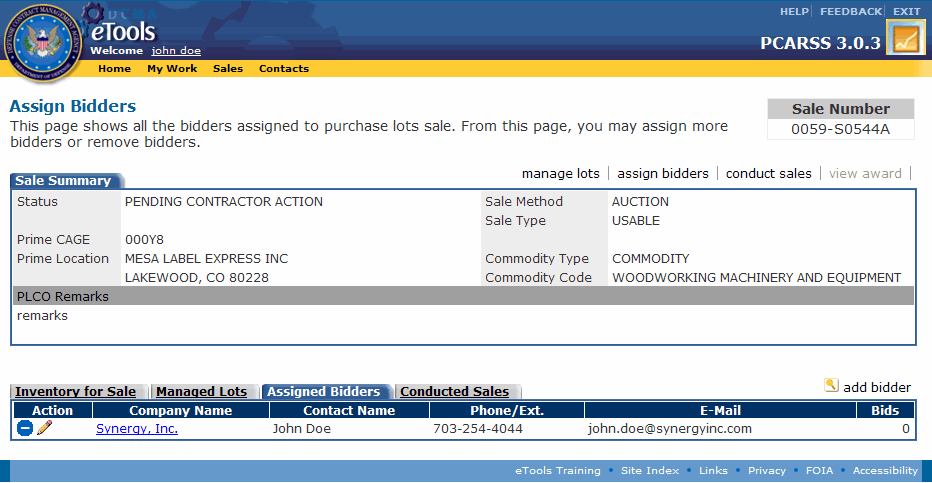 HELP FEEDBACK EXIT
eTools
Welcome john doe
PCARSS 3.0.3
Home My Work Sales Contacts
Assign Bidders
This page shows all the bidders assigned to purchase lots sale. From this page, you may assign more
bidders or remove bidders.
Sale Number
0059-S0544A
manage lots assign bidders conduct sales view award
Sale Summary
Status PENDING CONTRACTOR ACTION Sale Method AUCTION
Sale Type USABLE
Prime CAGE 000Y8
Prime Location MESA LABEL EXPRESS INC Commodity Type COMMODITY
LAKEWOOD, CO 80228 Commodity Code WOODWORKING MACHINERY AND EQUIPMENT
PLCO Remarks
remarks
Inventory for Sale Managed Lots Assigned Bidders Conducted Sales add bidder
Action Company Name Contact Name Phone/Ext. E-Mail Bids
Synergy, Inc. John Doe 703-254-4044 john.doe@synergyinc.com 0
eTools Training • Site Index • Links • Privacy • FOIA • Accessibility